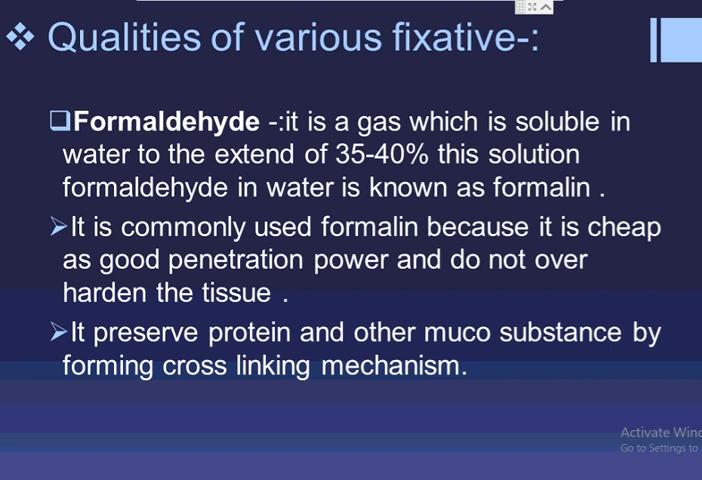 ❖ Qualities of various fixative-:
❑Formaldehyde -:it is a gas which is soluble in
water to the extend of 35-40% this solution
formaldehyde in water is known as formalin .
➢It is commonly used formalin because it is cheap
as good penetration power and do not over
harden the tissue .
➢It preserve protein and other muco substance by
forming cross linking mechanism.
Activate Wind
Go to Settings to